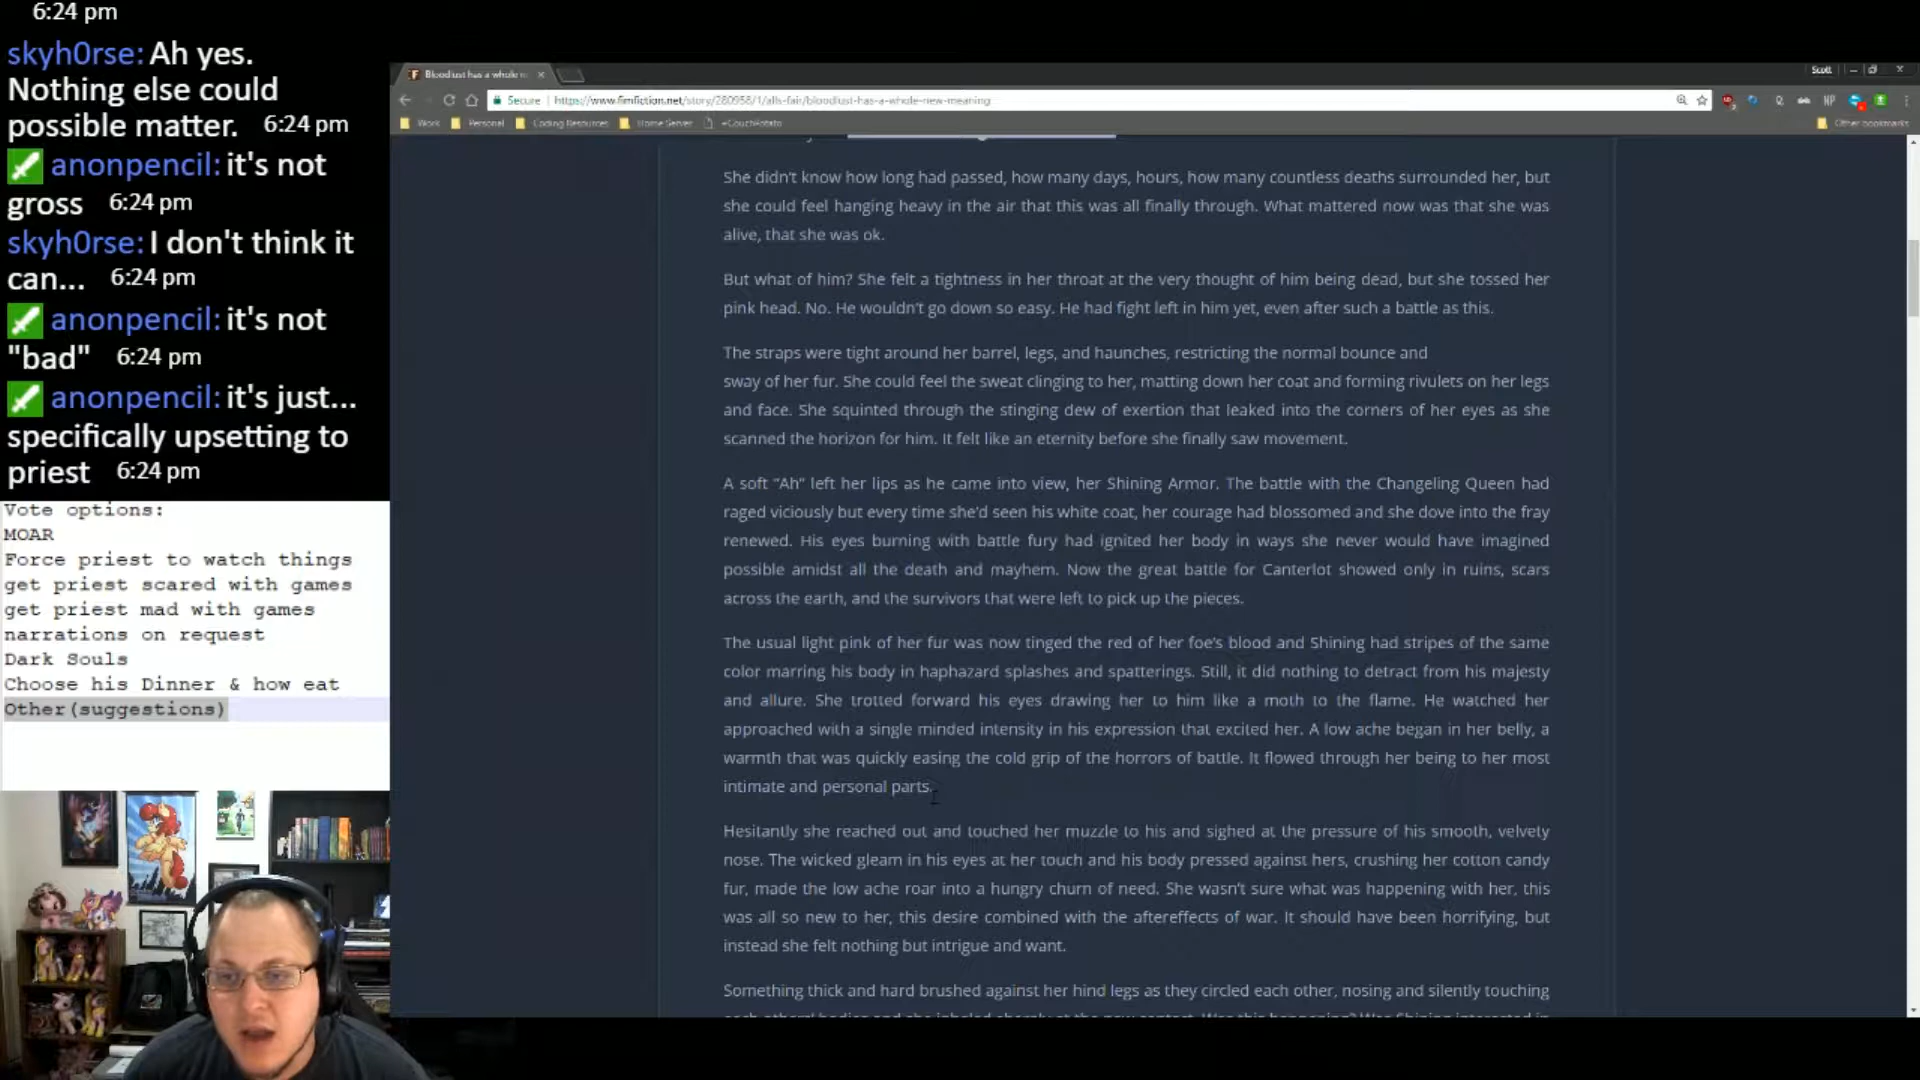 6:24 pm
skyh0rse: Ah yes.
Nothing else could
possible matter. 6:24 pm
anonpencil: it's not
gross 6:24 pm
skyh0rse: I don't think it
can... 6:24 pm
anonpencil: it's not
"bad" 6:24 pm
anonpencil: it's just...
specifically upsetting to
priest 6:24 pm
Vote options:
MOAR
Force priest to watch things
get priest scared with games
get priest mad with games
narrations on request
Dark Souls
Choose his Dinner & how eat
Other(suggestions)
Bloodlust has a whole n
Scott
Secure https://www.fimfiction.net/story/280958/1/alls-fair/bloodlust-has-a-whole-new-meaning
Work Personal Coding Resources Home Server +CouchPotato Other bookmarks
She didn't know how long had passed, how many days, hours, how many countless deaths surrounded her, but
she could feel hanging heavy in the air that this was all finally through. What mattered now was that she was
alive, that she was ok.
But what of him? She felt a tightness in her throat at the very thought of him being dead, but she tossed her
pink head. No. He wouldn't go down so easy. He had fight left in him yet, even after such a battle as this.
The straps were tight around her barrel, legs, and haunches, restricting the normal bounce and
sway of her fur. She could feel the sweat clinging to her, matting down her coat and forming rivulets on her legs
and face. She squinted through the stinging dew of exertion that leaked into the corners of her eyes as she
scanned the horizon for him. It felt like an eternity before she finally saw movement.
A soft “Ah” left her lips as he came into view, her Shining Armor. The battle with the Changeling Queen had
raged viciously but every time she'd seen his white coat, her courage had blossomed and she dove into the fray
renewed. His eyes burning with battle fury had ignited her body in ways she never would have imagined
possible amidst all the death and mayhem. Now the great battle for Canterlot showed only in ruins, scars
across the earth, and the survivors that were left to pick up the pieces.
The usual light pink of her fur was now tinged the red of her foe's blood and Shining had stripes of the same
color marring his body in haphazard splashes and spatterings. Still, it did nothing to detract from his majesty
and allure. She trotted forward his eyes drawing her to him like a moth to the flame. He watched her
approached with a single minded intensity in his expression that excited her. A low ache began in her belly, a
warmth that was quickly easing the cold grip of the horrors of battle. It flowed through her being to her most
intimate and personal parts.
Hesitantly she reached out and touched her muzzle to his and sighed at the pressure of his smooth, velvety
nose. The wicked gleam in his eyes at her touch and his body pressed against hers, crushing her cotton candy
fur, made the low ache roar into a hungry churn of need. She wasn't sure what was happening with her, this
was all so new to her, this desire combined with the aftereffects of war. It should have been horrifying, but
instead she felt nothing but intrigue and want.
Something thick and hard brushed against her hind legs as they circled each other, nosing and silently touching